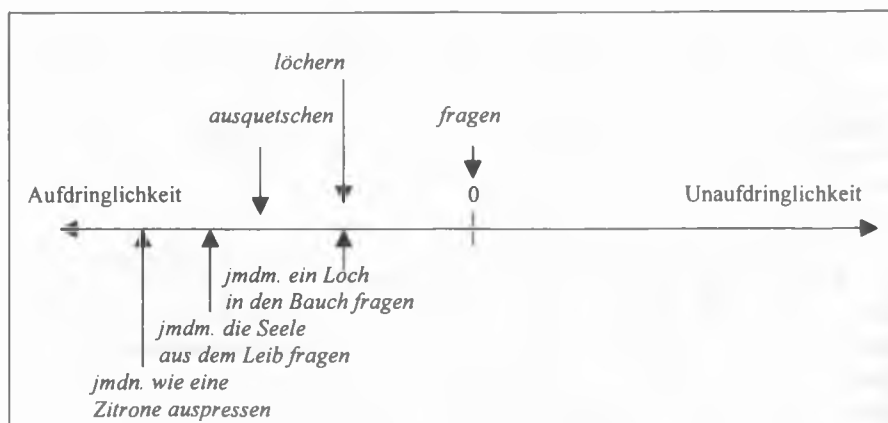 löchern
ausquetschen
fragen
0
Aufdringlichkeit
Unaufdringlichkeit
jmdm. ein Loch
in den Bauch fragen
jmdm. die Seele
aus dem Leib fragen
jmdn. wie eine
Zitrone auspressen